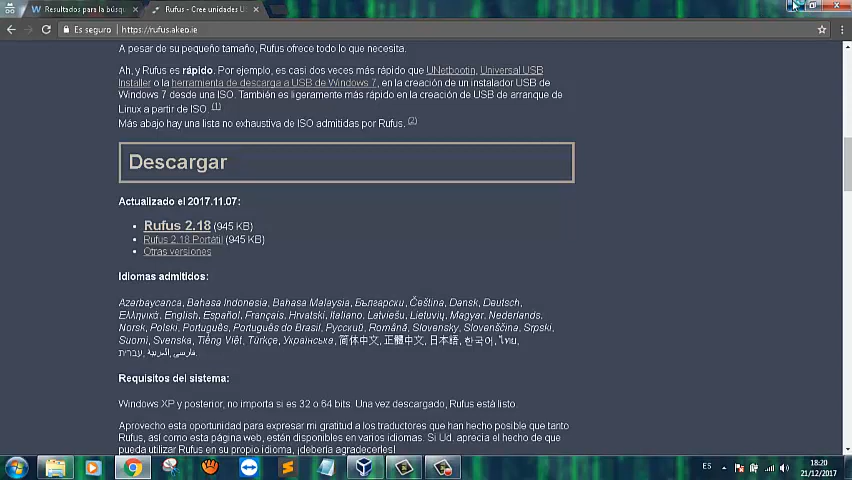 Resultados para la búsqu
Rufus - Cree unidades U
Es seguro
https://rufus.akeo.ie
A pesar de su pequeño tamaño, Rufus ofrece todo lo que necesita.
Ah, y Rufus es rápido. Por ejemplo, es casi dos veces más rápido que UNetbootin, Universal USB
Installer o la herramienta de descarga a USB de Windows 7, en la creación de un instalador USB de
Windows 7 desde una ISO. También es ligeramente más rápido en la creación de USB de arranque de
Linux a partir de ISO. (1)
Más abajo hay una lista no exhaustiva de ISO admitidas por Rufus. (2)
Descargar
Actualizado el 2017.11.07:
Rufus 2.18 (945 KB)
Rufus 2.18 Portátil (945 KB)
Otras versiones
Idiomas admitidos:
Azərbaycanca, Bahasa Indonesia, Bahasa Malaysia, Български, Čeština, Dansk, Deutsch,
Ελληνικά, English, Español, Français, Hrvatski, Italiano, Latviešu, Lietuvių, Magyar, Nederlands,
Norsk, Polski, Português, Português do Brasil, Русский, Română, Slovensky, Slovenščina, Srpski,
Suomi, Svenska, Tiếng Việt, Türkçe, Українська, 简体中文, 正體中文, 日本語, 한국어, ไทย,
עברית, العربية, فارسی.
Requisitos del sistema:
Windows XP y posterior, no importa si es 32 o 64 bits. Una vez descargado, Rufus está listo.
Aprovecho esta oportunidad para expresar mi gratitud a los traductores que han hecho posible que tanto
Rufus, así como esta página web, estén disponibles en varios idiomas. Si Ud. aprecia el hecho de que
pueda utilizar Rufus en su propio idioma, ¡debería agradecerles!
ES
18:20
21/12/2017